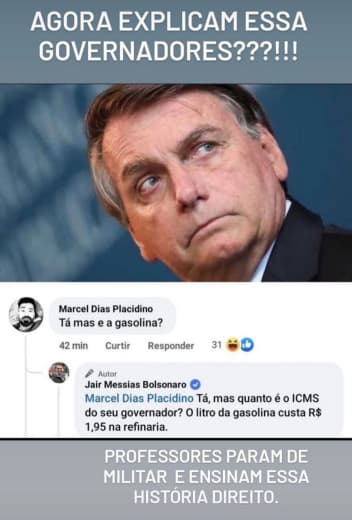 AGORA EXPLICAM ESSA
GOVERNADORES???!!!
Marcel Dias Placidino
Tá mas e a gasolina?
42 min Curtir Responder 31
Autor
Jair Messias Bolsonaro
Marcel Dias Placidino Tá, mas quanto é o ICMS
do seu governador? O litro da gasolina custa R$
1,95 na refinaria.
PROFESSORES PARAM DE
MILITAR E ENSINAM ESSA
HISTÓRIA DIREITO.